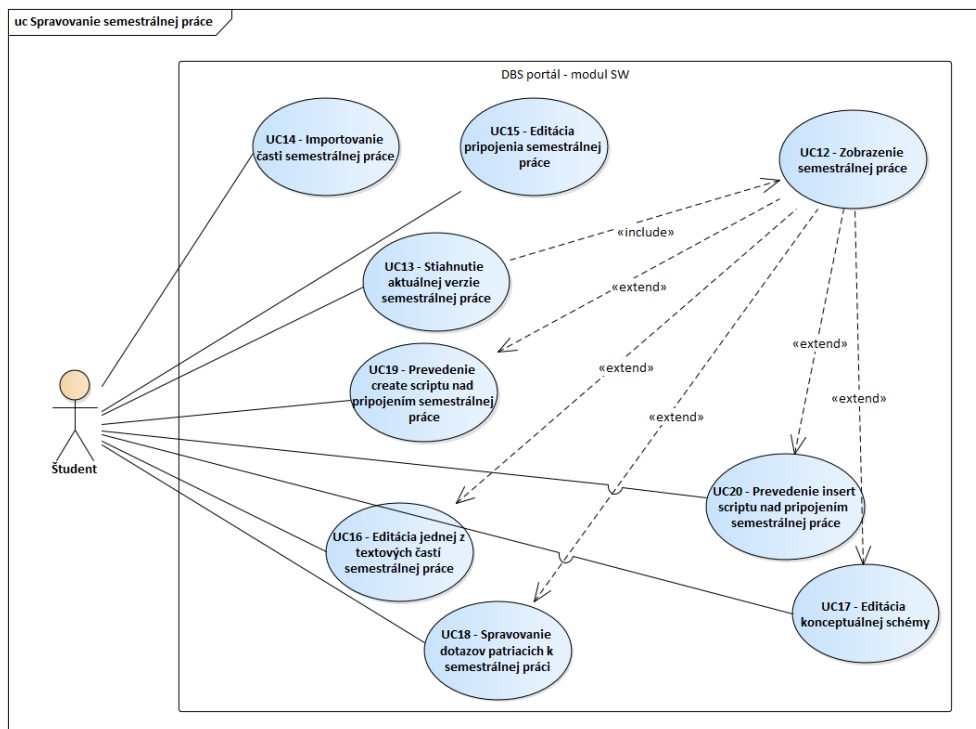 uc Spravovanie semestrálnej práce
DBS portál - modul SW
UC14 - Importovanie
časti semestrálnej práce
UC15 - Editácia
pripojenia semestrálnej
práce
UC12 - Zobrazenie
semestrálnej práce
«include»
UC13 - Stiahnutie
aktuálnej verzie
semestrálnej práce
«extend»
«extend»
UC19 - Prevedenie
create scriptu nad
pripojením semestrálnej
práce
«extend»
«extend»
«extend»
Študent
UC20 - Prevedenie insert
scriptu nad pripojením
semestrálnej práce
UC16 - Editácia jednej z
textových častí
semestrálnej práce
UC17 - Editácia
konceptuálnej schémy
UC18 - Spravovanie
dotazov patriacich k
semestrálnej práci